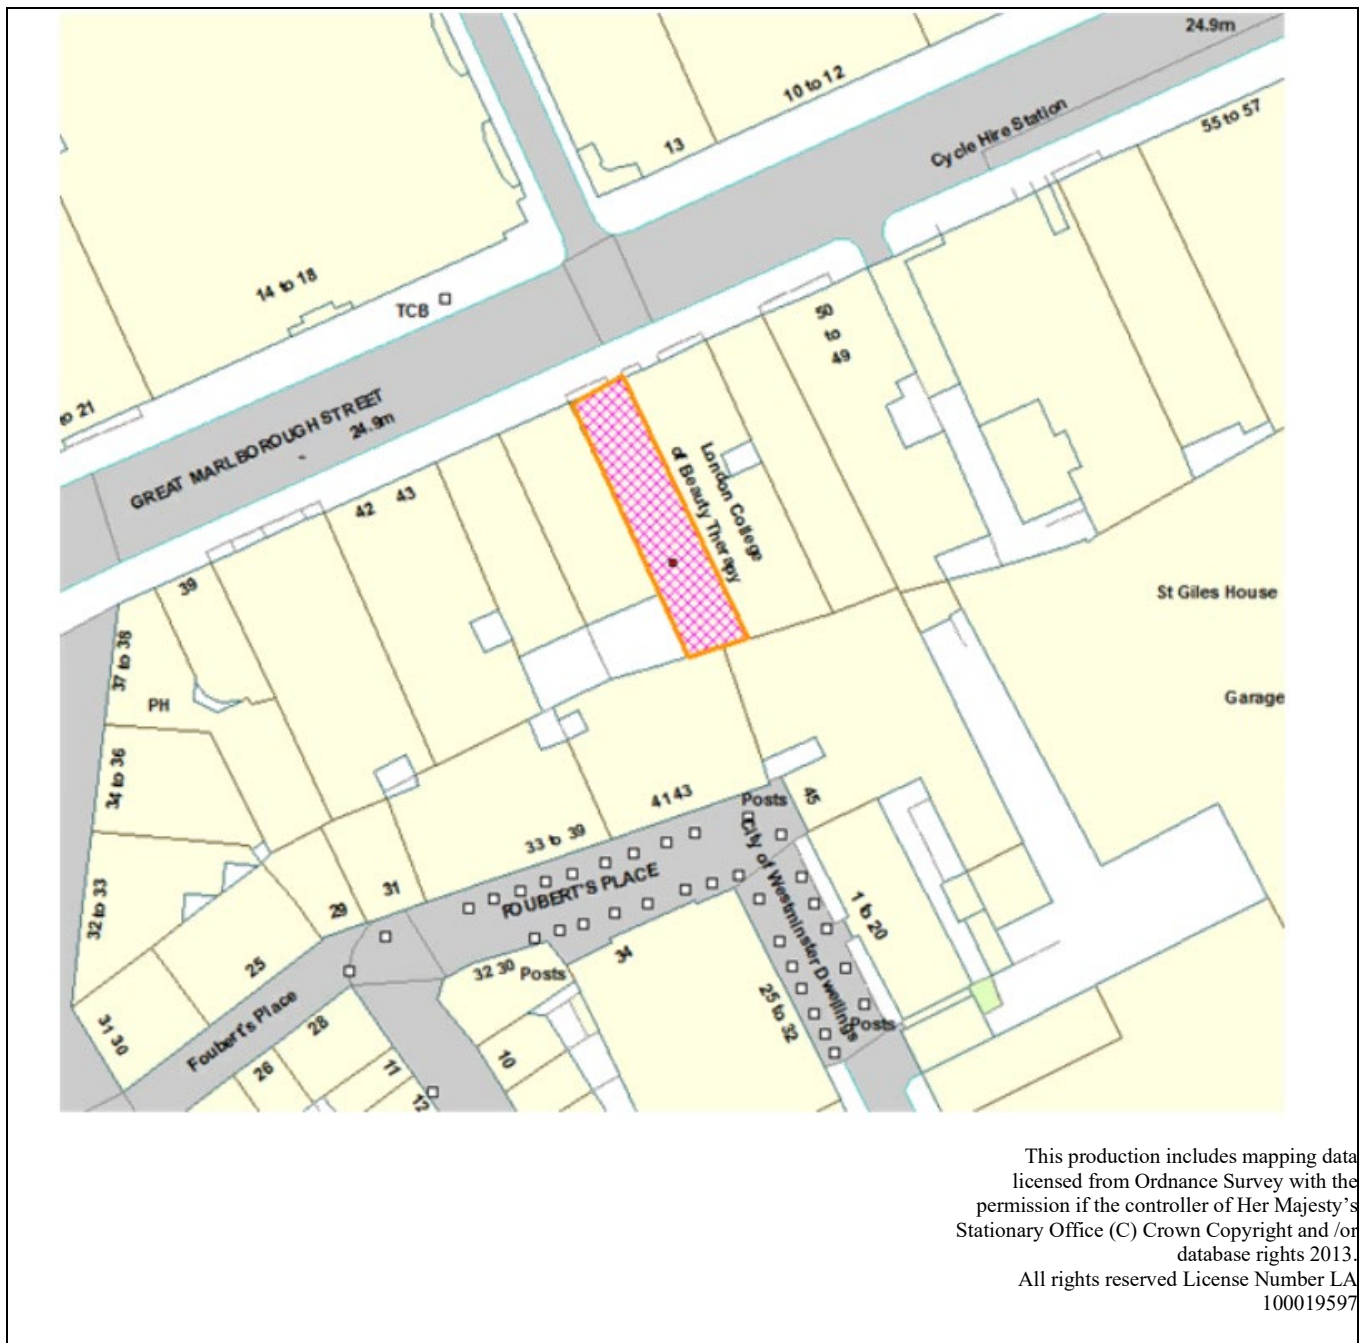 24.9m
10 to 12
Cycle Hire Station
55 to 57
13
14 to 18
TCB
50
to
49
to 21
GREAT MARLBOROUGH STREET
24.9m
London College
of Beauty Therapy
42 43
39
St Giles House
37 to 38
PH
Garage
34 to 36
41 43
Posts
45
33 to 39
City of Westminster Dwellings
FOUBERT'S PLACE
31
29
32 to 33
1 to 20
25
34
32 30
Posts
25 to 32
Posts
Foubert's Place
31 30
28
26
11
12
10
This production includes mapping data
licensed from Ordnance Survey with the
permission if the controller of Her Majesty's
Stationary Office (C) Crown Copyright and /or
database rights 2013.
All rights reserved License Number LA
100019597